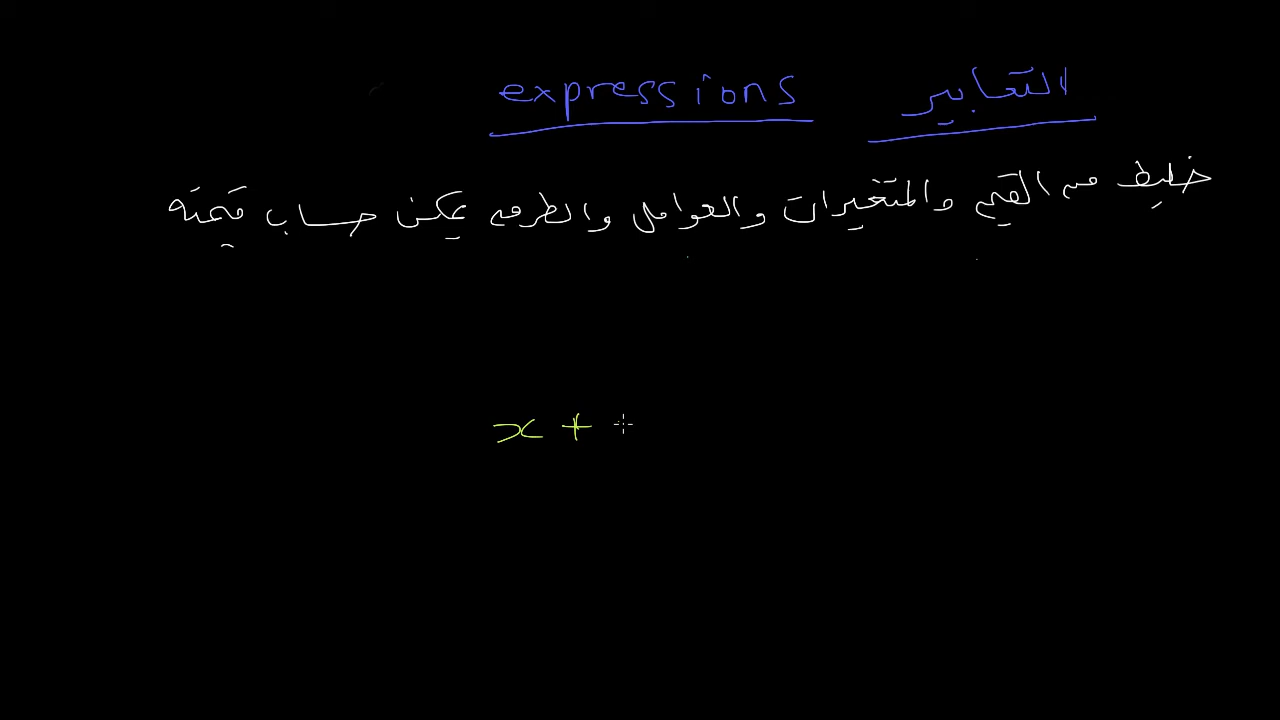 التعابير expressions
خليط من القيم والمتغيرات والعوامل والطرق يمكن حساب قيمته
x +